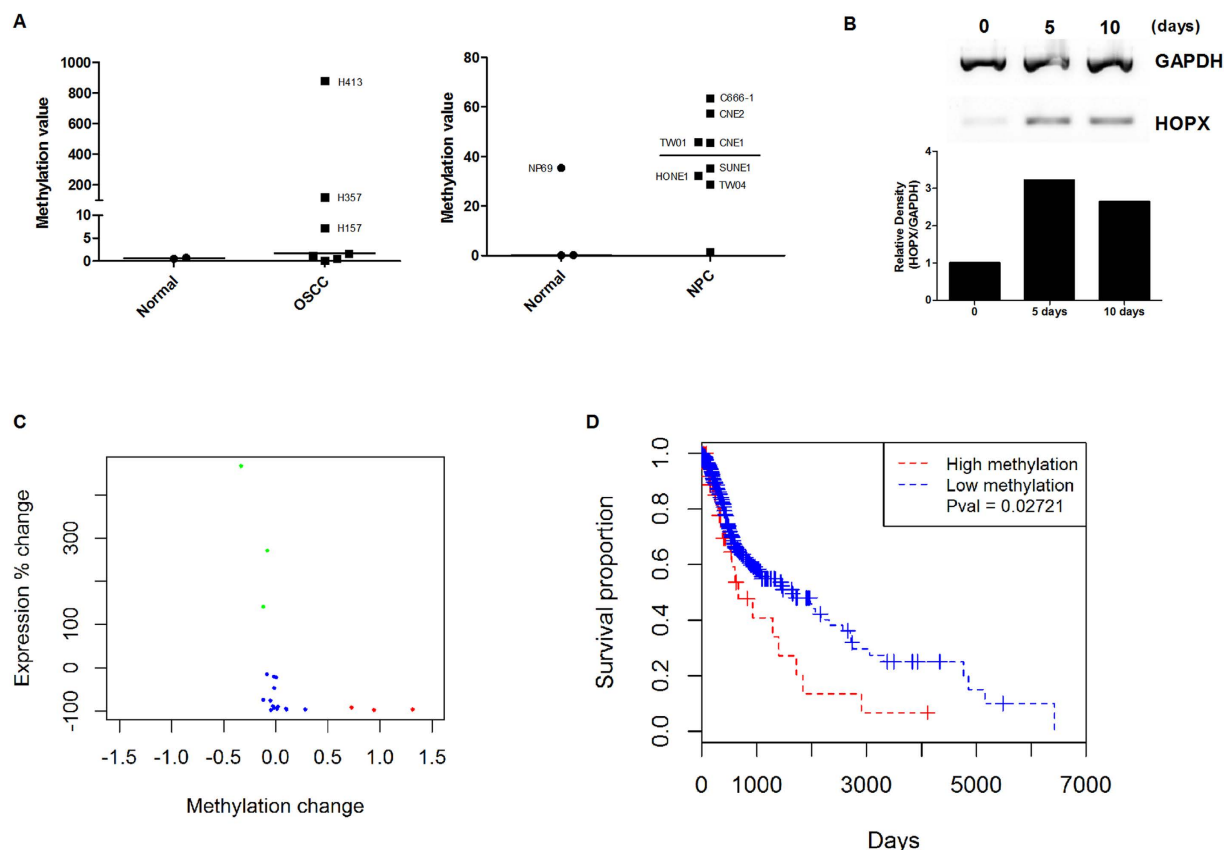 A
Methylation value
1000
800
600
400
200
10
5
0
H413
H357
H157
Normal
OSCC
Methylation value
80
60
40
20
0
NP69
C666-1
CNE2
TW01
CNE1
SUNE1
HONE1
TW04
Normal
NPC
B
0 5 10 (days)
GAPDH
HOPX
Relative Density
(HOPX/GAPDH)
4
3
2
1
0
0 5 days 10 days
C
Expression % change
300
100
0
-100
-1.5 -1.0 -0.5 0.0 0.5 1.0 1.5
Methylation change
D
Survival proportion
1.0
0.8
0.6
0.4
0.2
0.0
High methylation
Low methylation
Pval = 0.02721
0 1000 3000 5000 7000
Days